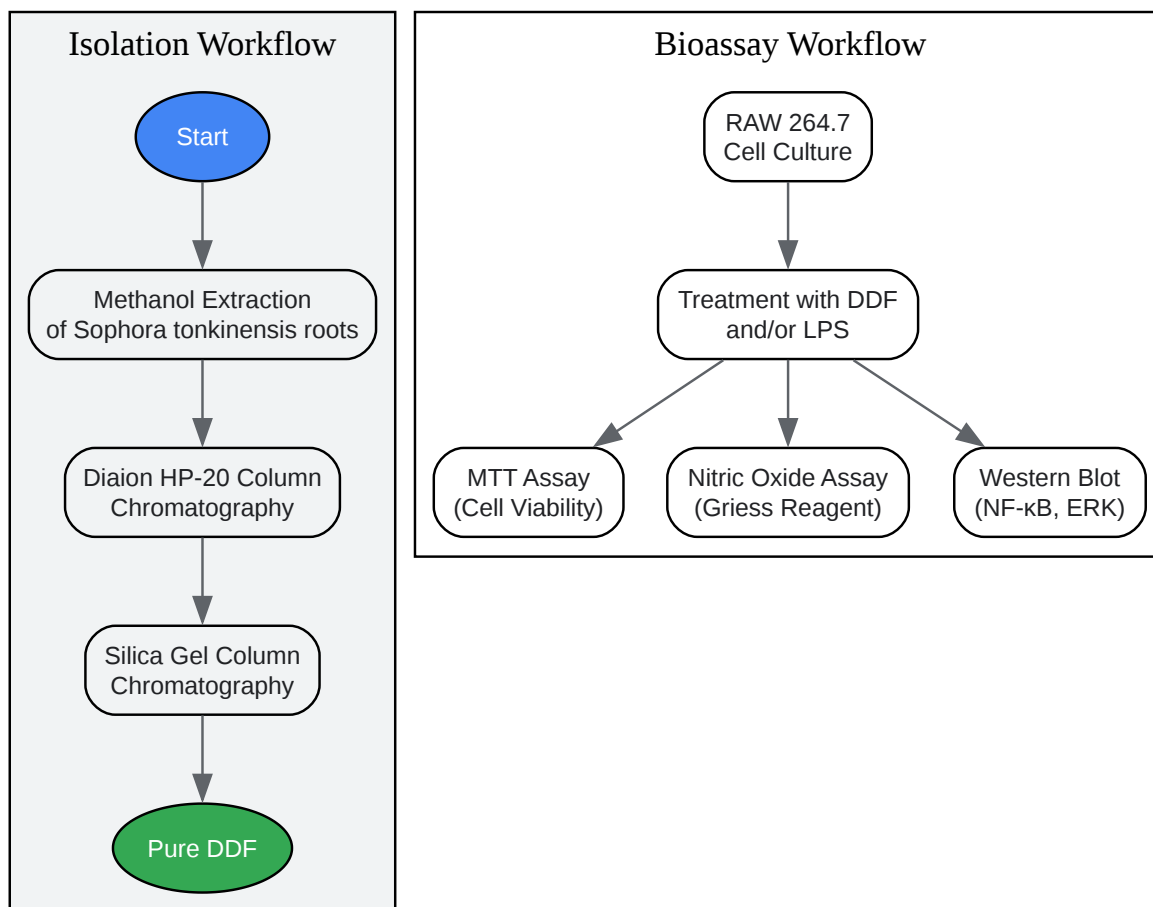 Isolation Workflow
Start
Methanol Extraction
of Sophora tonkinensis roots
Diaion HP-20 Column
Chromatography
Silica Gel Column
Chromatography
Pure DDF
Bioassay Workflow
RAW 264.7
Cell Culture
Treatment with DDF
and/or LPS
MTT Assay
(Cell Viability)
Nitric Oxide Assay
(Griess Reagent)
Western Blot
(NF-κB, ERK)